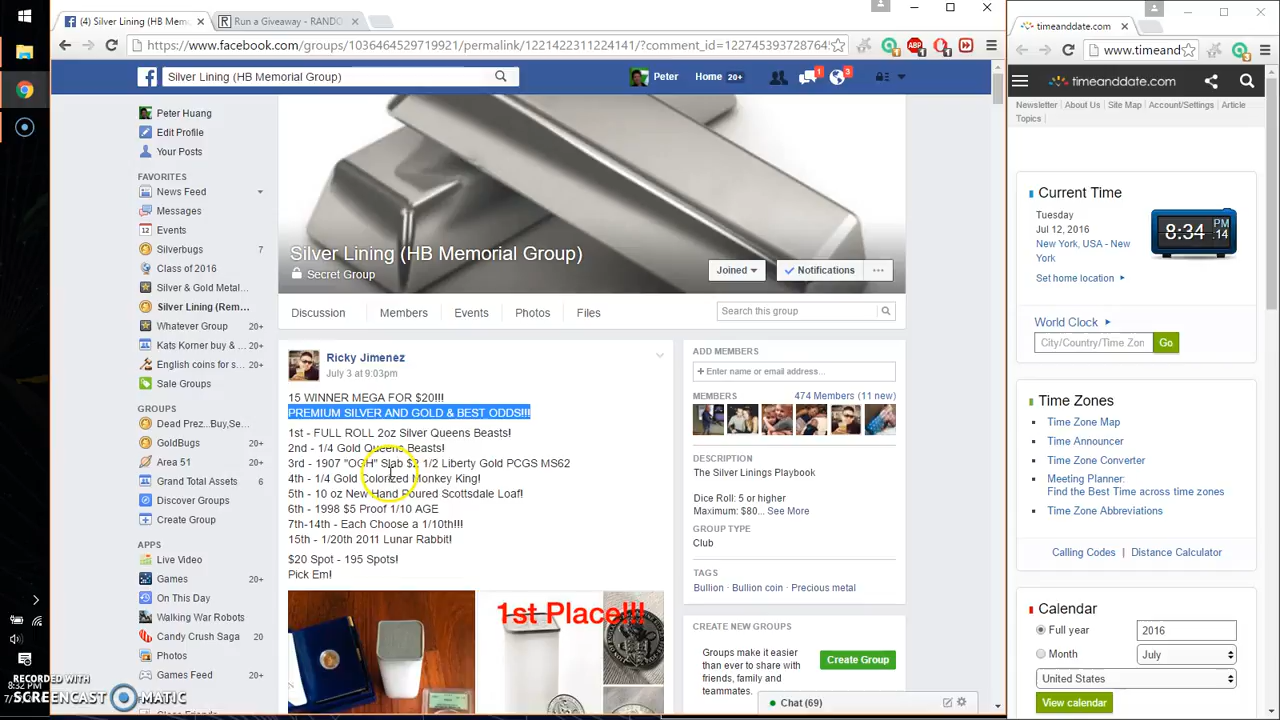 (4) Silver Lining (HB Mem
Run a Giveaway - RANDO
https://www.facebook.com/groups/103646452971992
Silver Lining (HB Memorial Group)
Peter
Home 20+
1
3
Peter Huang
Edit Profile
Your Posts
FAVORITES
News Feed
Messages
Events
Silverbugs 7
Class of 2016
Silver & Gold Metal...
Silver Lining (Rem...
Whatever Group 20+
Kats Korner buy & ... 20+
English coins for s... 20+
Sale Groups
GROUPS
Dead Prez...Buy,Se... 20+
GoldBugs 20+
Area 51 20+
Grand Total Assets 6
Discover Groups
Create Group
APPS
Live Video
Games 20+
On This Day
Walking War Robots
Candy Crush Saga 20
Photos
Games Feed 20+
Silver Lining (HB Memorial Group)
Secret Group
Joined
Notifications
Discussion Members Events Photos Files
Search this group
Ricky Jimenez
July 3 at 9:03pm
15 WINNER MEGA FOR $20!!!
PREMIUM SILVER AND GOLD & BEST ODDS!!!
1st - FULL ROLL 2oz Silver Queens Beasts!
2nd - 1/4 Gold Queens Beasts!
3rd - 1907 "OGH" Slab $2 1/2 Liberty Gold PCGS MS62
4th - 1/4 Gold Colorized Monkey King!
5th - 10 oz New Hand Poured Scottsdale Loaf!
6th - 1998 $5 Proof 1/10 AGE
7th-14th - Each Choose a 1/10th!!!
15th - 1/20th 2011 Lunar Rabbit!
$20 Spot - 195 Spots!
Pick Em!
1st Place!!!
ADD MEMBERS
+ Enter name or email address...
MEMBERS 474 Members (11 new)
DESCRIPTION
The Silver Linings Playbook
Dice Roll: 5 or higher
Maximum: $80... See More
GROUP TYPE
Club
TAGS
Bullion · Bullion coin · Precious metal
CREATE NEW GROUPS
Groups make it easier
than ever to share with
friends, family and
teammates.
Create Group
Chat (69)
timeanddate.com
www.timeand
timeanddate.com
Newsletter About Us Site Map Account/Settings Article
Topics
Current Time
Tuesday
Jul 12, 2016
New York, USA - New
York
Set home location
8:34 PM :14
World Clock
City/Country/Time Zon
Go
Time Zones
Time Zone Map
Time Announcer
Time Zone Converter
Meeting Planner:
Find the Best Time across time zones
Time Zone Abbreviations
Calling Codes | Distance Calculator
Calendar
Full year 2016
Month July
United States
View calendar
RECORDED WITH
SCREENCAST MATIC